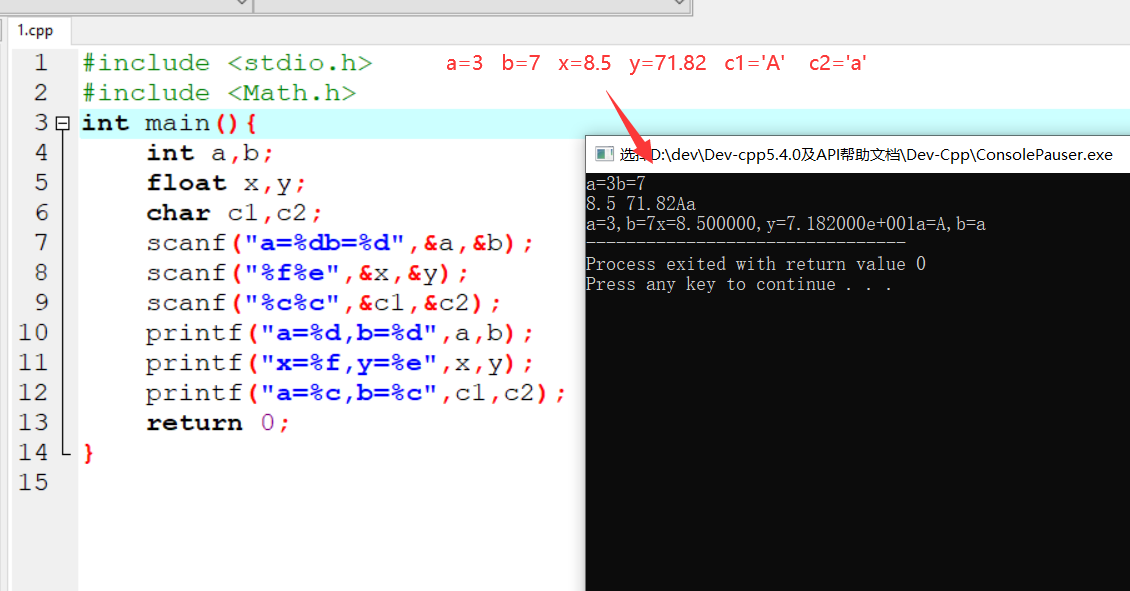 1.cpp
1 #include <stdio.h>
a=3 b=7 x=8.5 y=71.82 c1='A' c2='a'
2 #include <Math.h>
3 int main(){
4 int a,b;
5 float x,y;
6 char c1,c2;
7 scanf("a=%db=%d",&a,&b);
8 scanf("%f%e",&x,&y);
9 scanf("%c%c",&c1,&c2);
10 printf("a=%d,b=%d",a,b);
11 printf("x=%f,y=%e",x,y);
12 printf("a=%c,b=%c",c1,c2);
13 return 0;
14 }
15
选择D:\dev\Dev-cpp5.4.0及API帮助文档\Dev-Cpp\ConsolePauser.exe
a=3b=7
8.5 71.82Aa
a=3,b=7x=8.500000,y=7.182000e+001a=A,b=a
--------------------------------
Process exited with return value 0
Press any key to continue . . .